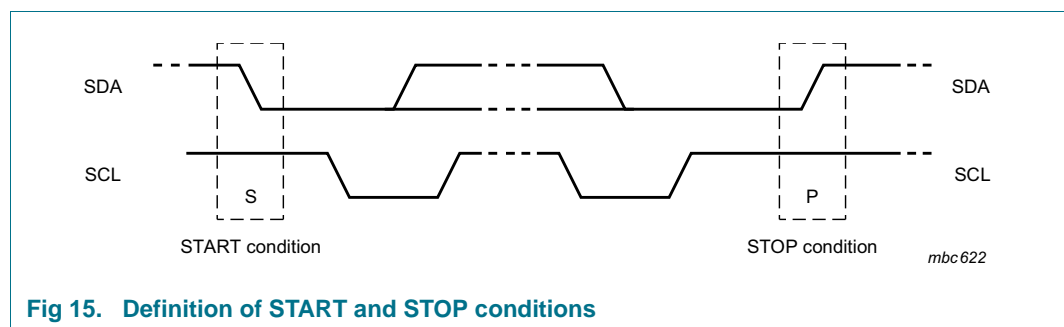 SDA
SDA
SCL
SCL
S
P
START condition
STOP condition
mbc622
Fig 15. Definition of START and STOP conditions